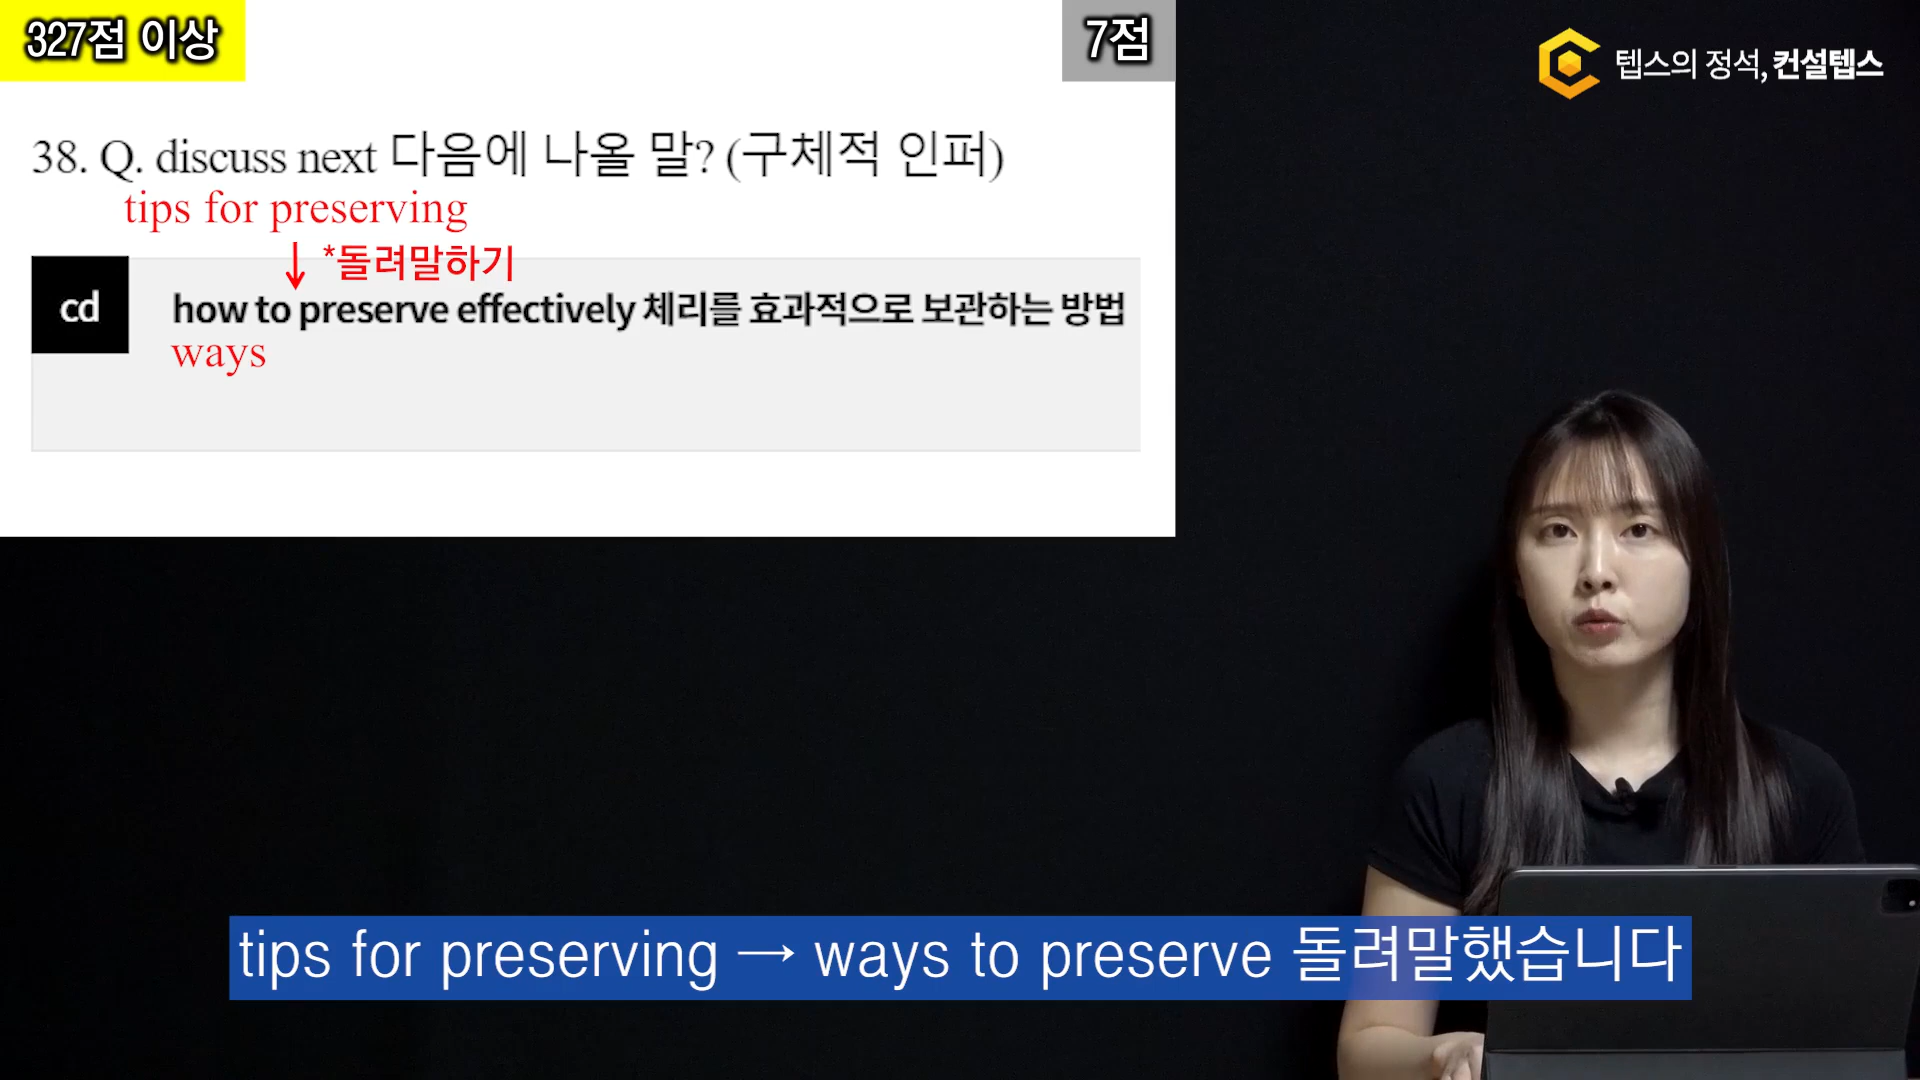 327점 이상
7점
텝스의 정석, 컨설텝스
38. Q. discuss next 다음에 나올 말? (구체적 인퍼)
tips for preserving
↓ *돌려말하기
cd
how to preserve effectively 체리를 효과적으로 보관하는 방법
ways
tips for preserving → ways to preserve 돌려말했습니다